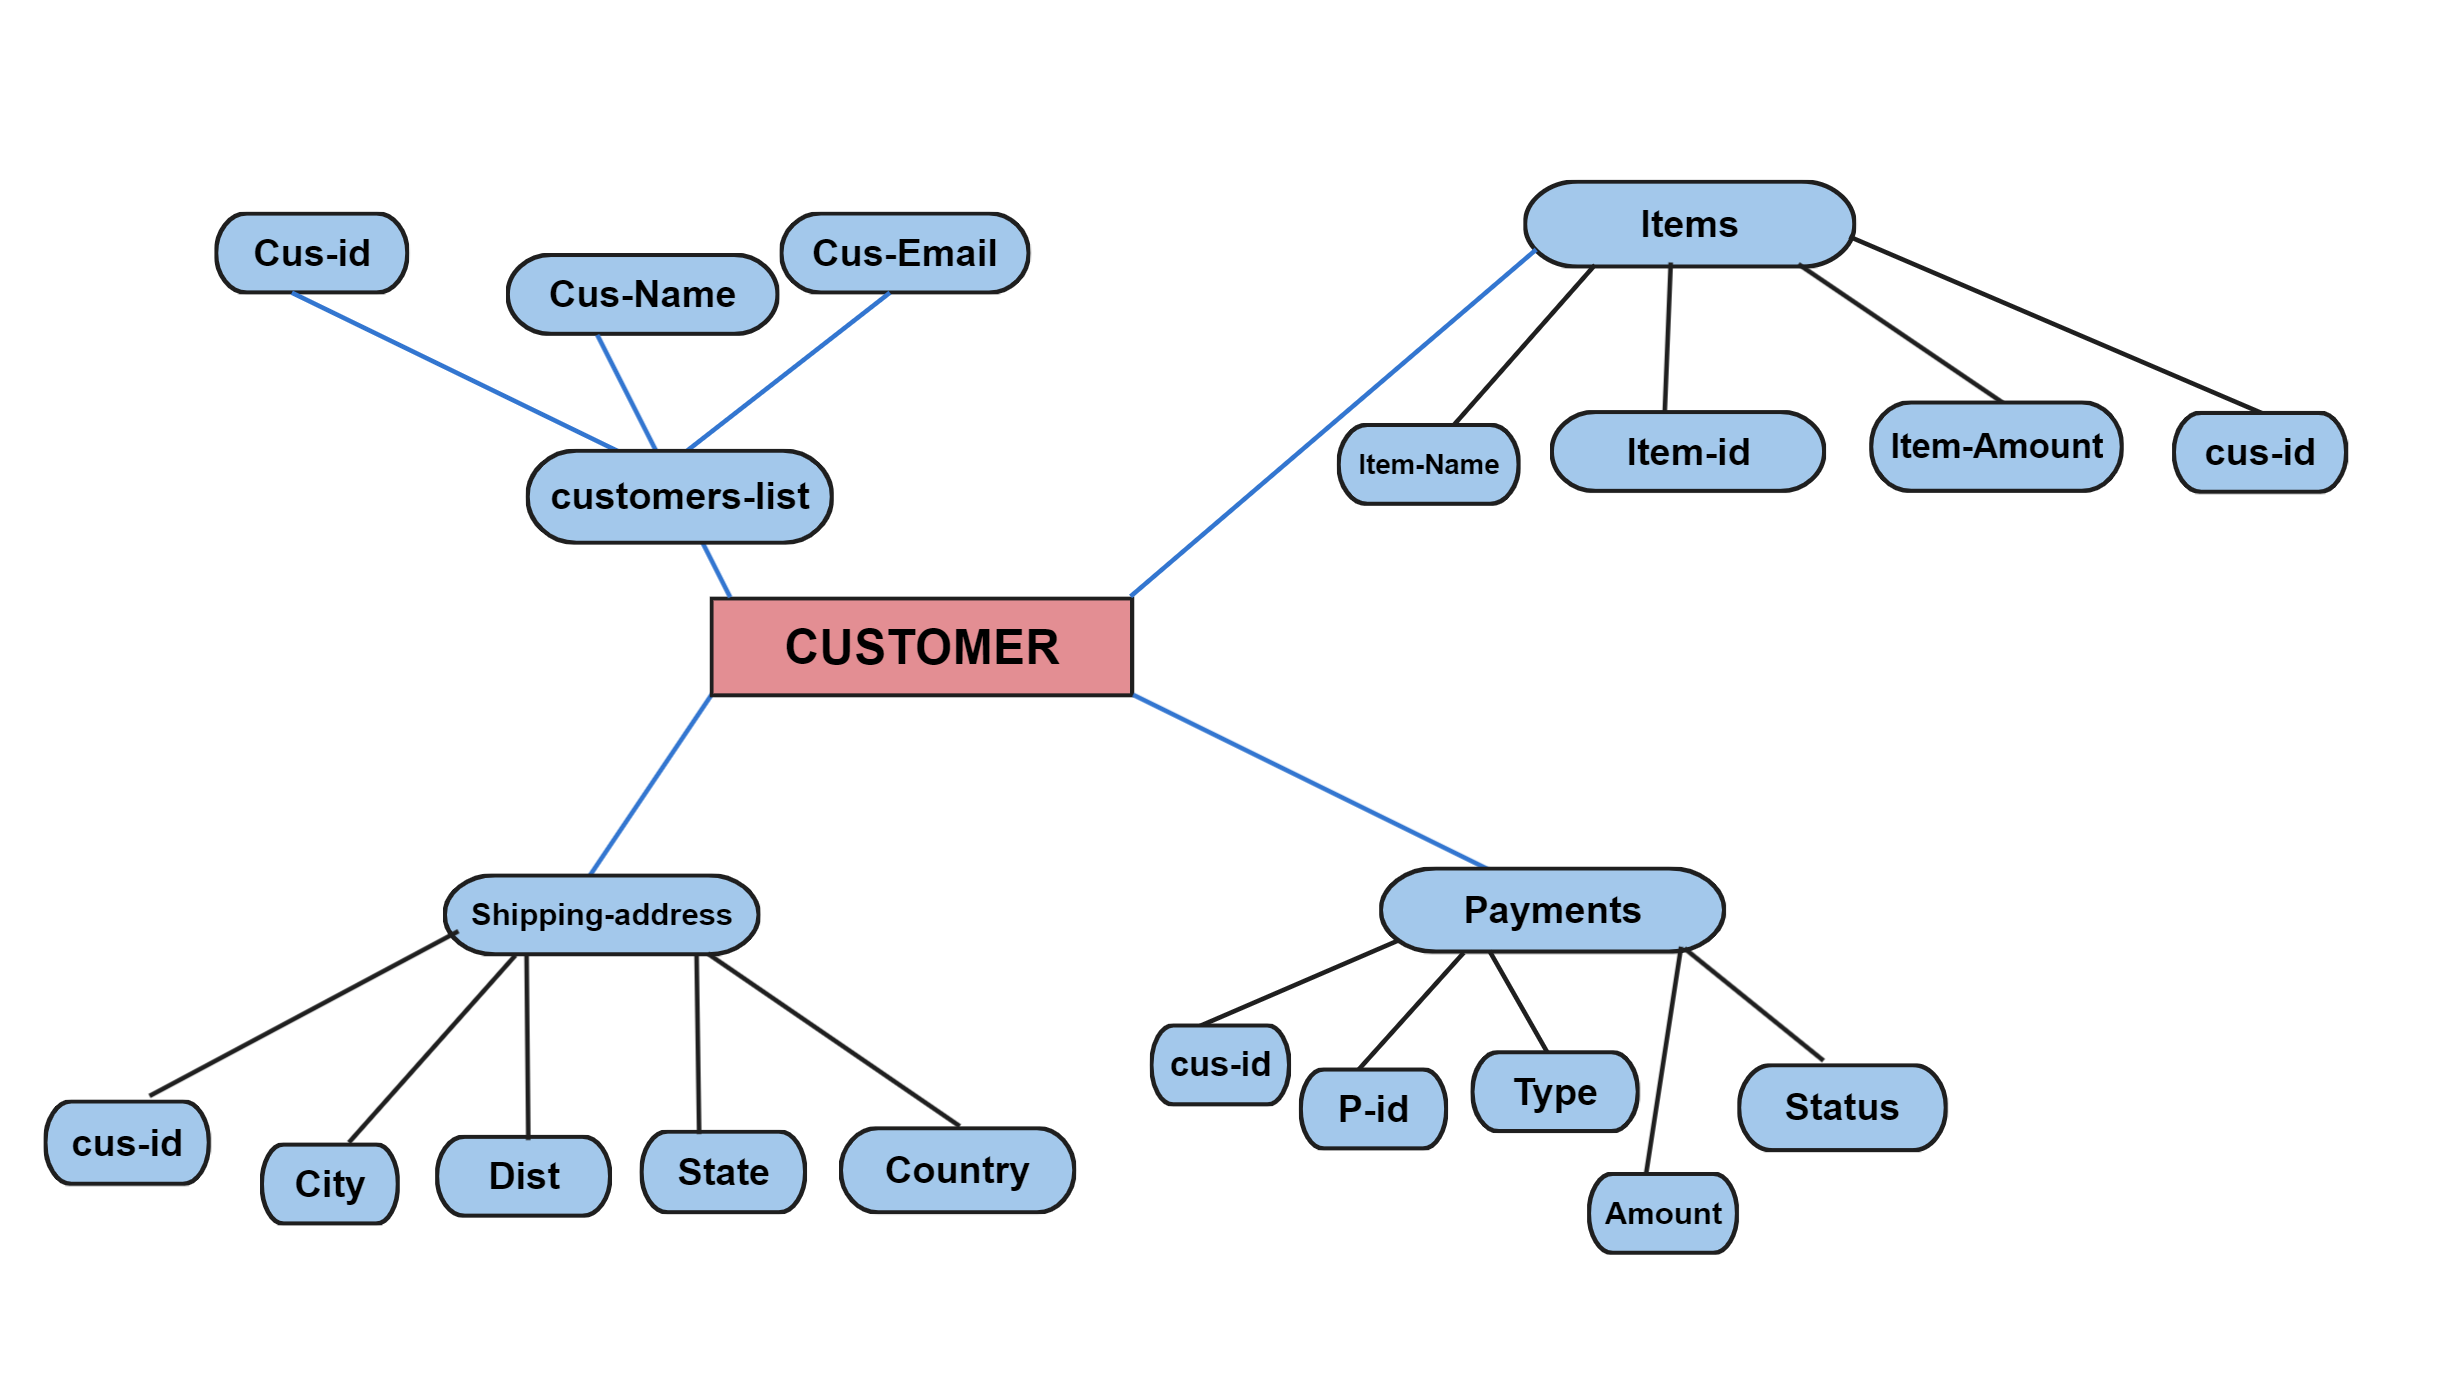 Items
Cus-id
Cus-Name
Cus-Email
Item-Name
Item-id
Item-Amount
cus-id
customers-list
CUSTOMER
Shipping-address
Payments
cus-id
City
Dist
State
Country
cus-id
P-id
Type
Amount
Status